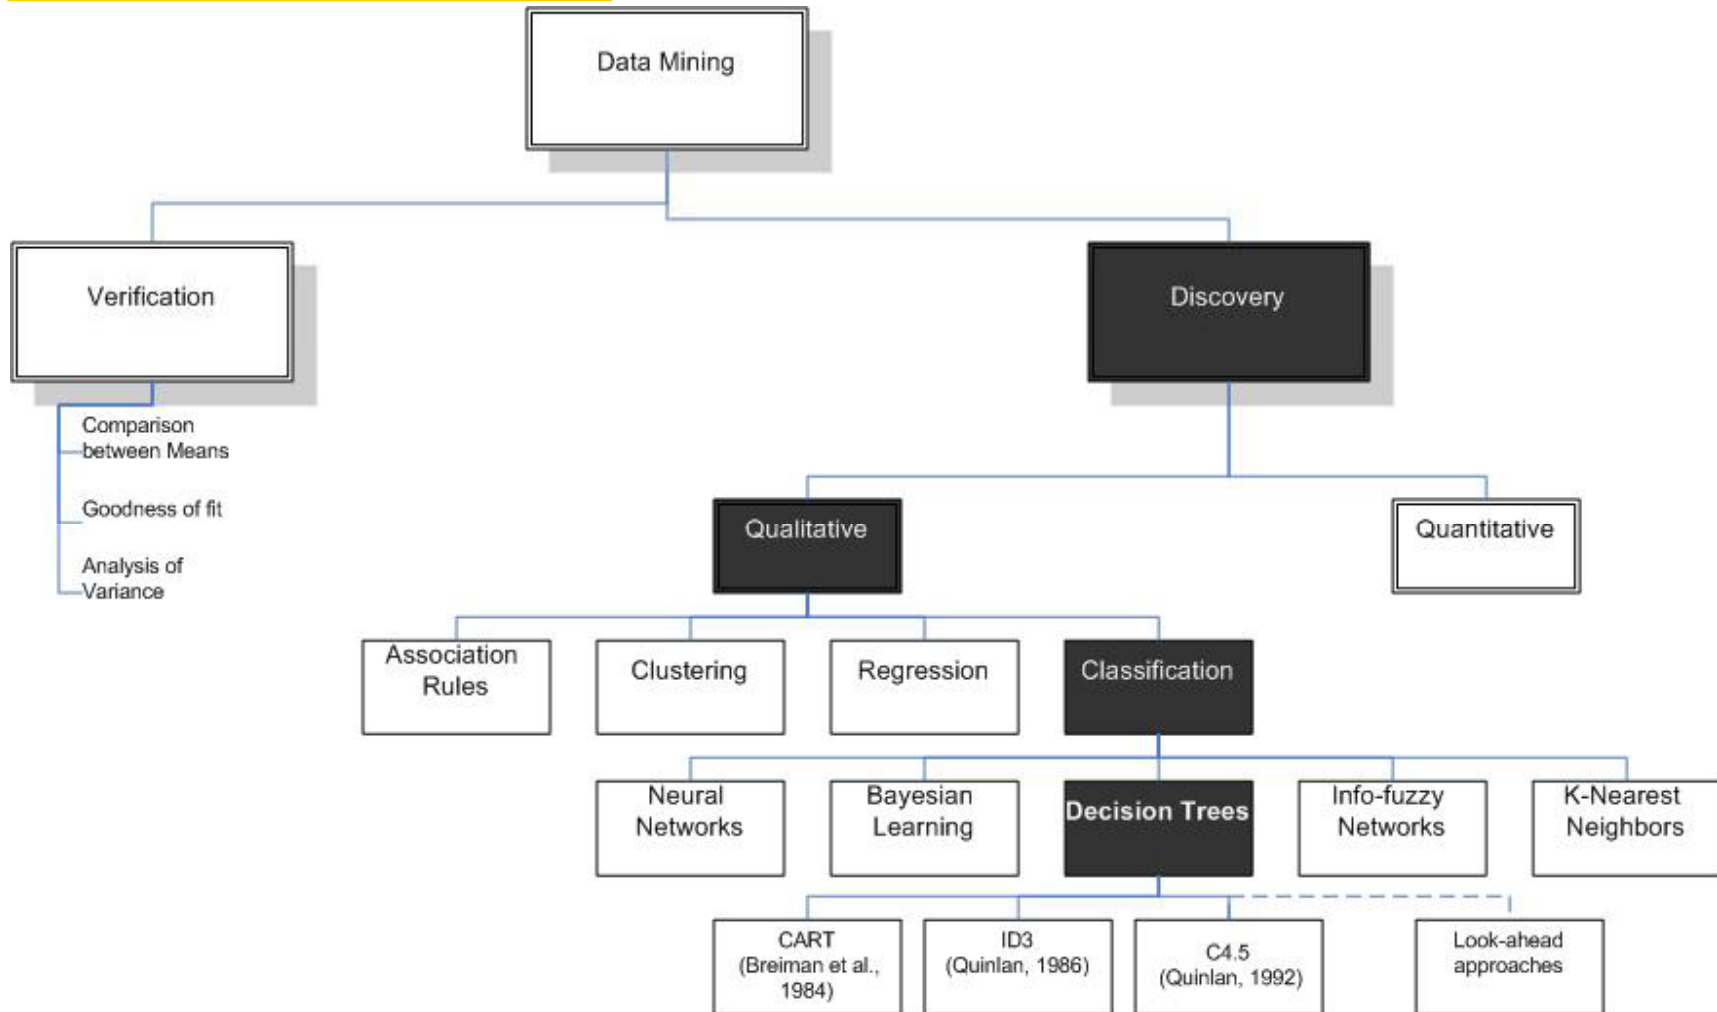 Data Mining
Verification
Discovery
Comparison
between Means
Goodness of fit
Analysis of
Variance
Qualitative
Quantitative
Association
Rules
Clustering
Regression
Classification
Neural
Networks
Bayesian
Learning
Decision Trees
Info-fuzzy
Networks
K-Nearest
Neighbors
CART
(Breiman et al.,
1984)
ID3
(Quinlan, 1986)
C4.5
(Quinlan, 1992)
Look-ahead
approaches